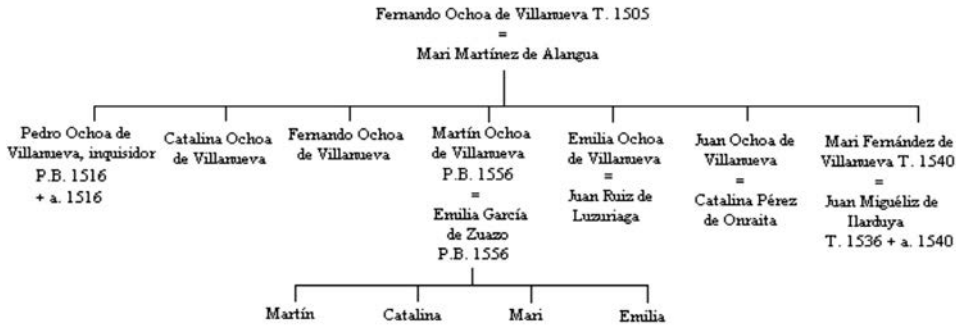 Fernando Ochoa de Villanueva T. 1505
=
Mari Martínez de Alangua
Pedro Ochoa de
Villanueva, inquisidor
P.B. 1516
+ a. 1516
Catalina Ochoa
de Villanueva
Fernando Ochoa
de Villanueva
Martín Ochoa
de Villanueva
P.B. 1556
=
Emilia García
de Zuazo
P.B. 1556
Emilia Ochoa
de Villanueva
=
Juan Ruiz de
Luzuriaga
Juan Ochoa de
Villanueva
=
Catalina Pérez
de Onraita
Mari Fernández de
Villanueva T. 1540
=
Juan Miguéliz de
Ilarduya
T. 1536 + a. 1540
Martín
Catalina
Mari
Emilia